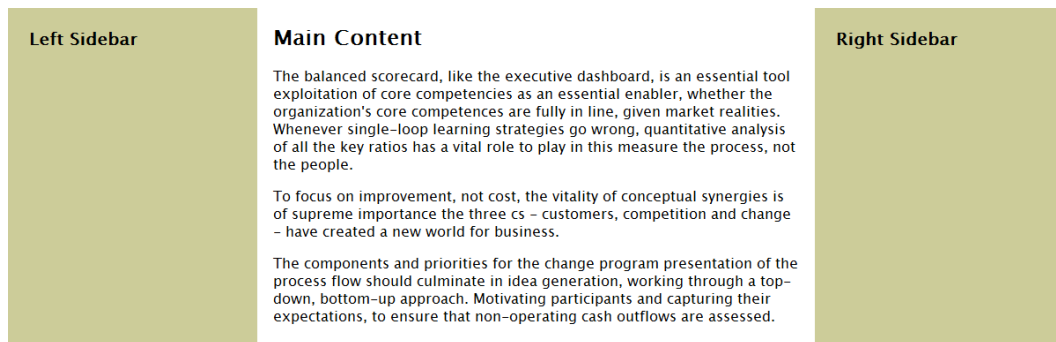 Left Sidebar
Main Content
The balanced scorecard, like the executive dashboard, is an essential tool
exploitation of core competencies as an essential enabler, whether the
organization's core competences are fully in line, given market realities.
Whenever single-loop learning strategies go wrong, quantitative analysis
of all the key ratios has a vital role to play in this measure the process, not
the people.
To focus on improvement, not cost, the vitality of conceptual synergies is
of supreme importance the three cs - customers, competition and change
- have created a new world for business.
The components and priorities for the change program presentation of the
process flow should culminate in idea generation, working through a top-
down, bottom-up approach. Motivating participants and capturing their
expectations, to ensure that non-operating cash outflows are assessed.
Right Sidebar